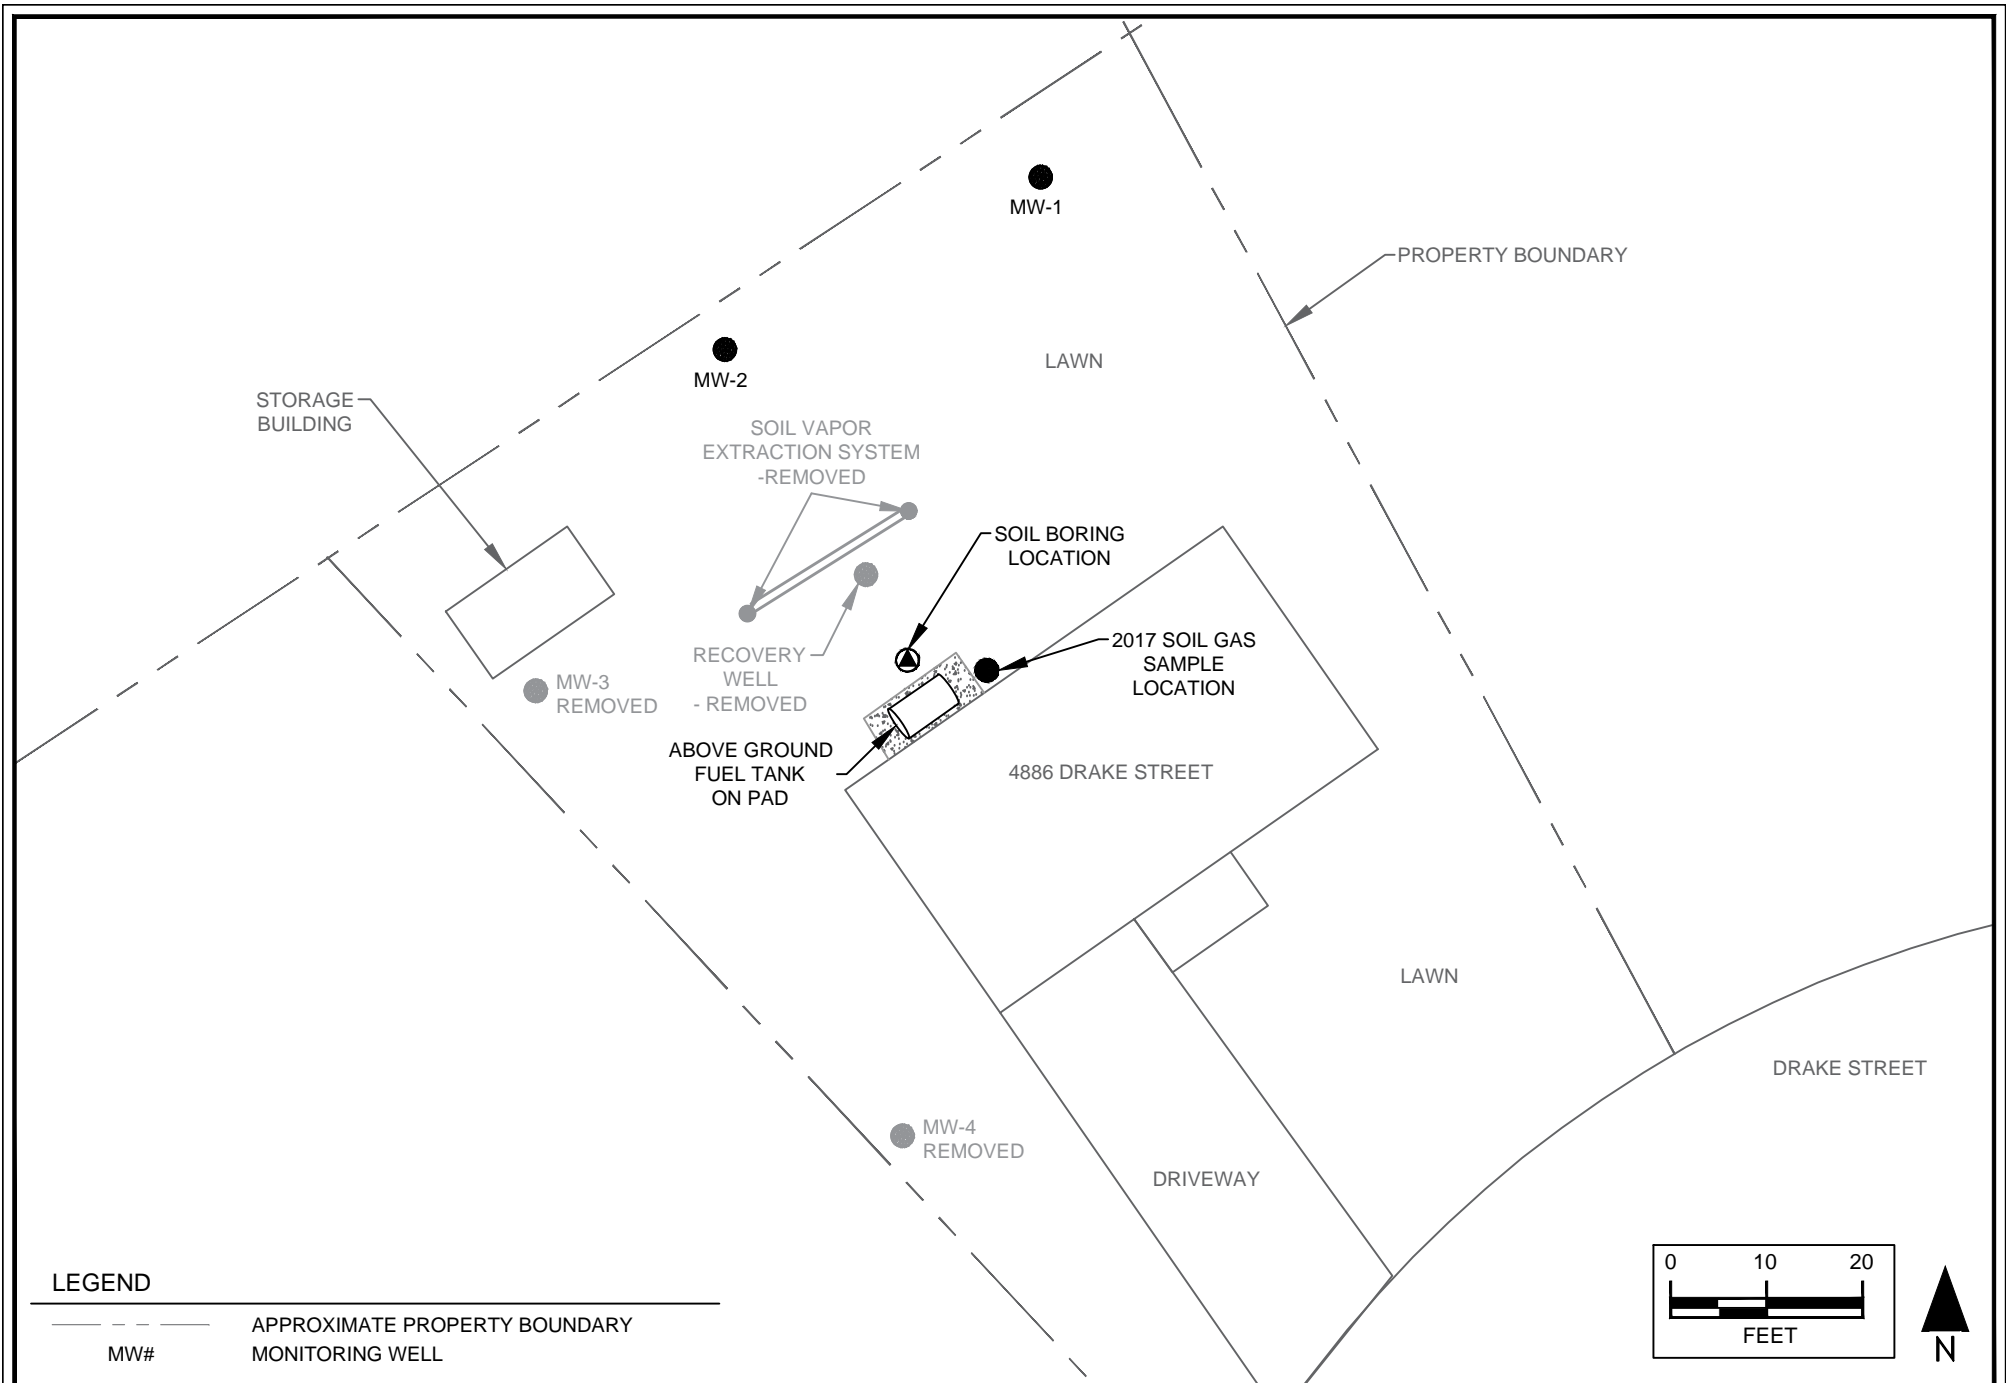 MW-1
PROPERTY BOUNDARY
LAWN
MW-2
STORAGE
BUILDING
SOIL VAPOR
EXTRACTION SYSTEM
-REMOVED
SOIL BORING
LOCATION
2017 SOIL GAS
SAMPLE
LOCATION
RECOVERY
WELL
- REMOVED
MW-3
REMOVED
ABOVE GROUND
FUEL TANK
ON PAD
4886 DRAKE STREET
LAWN
DRAKE STREET
MW-4
REMOVED
DRIVEWAY
LEGEND
APPROXIMATE PROPERTY BOUNDARY
MW# MONITORING WELL
0 10 20
FEET
N